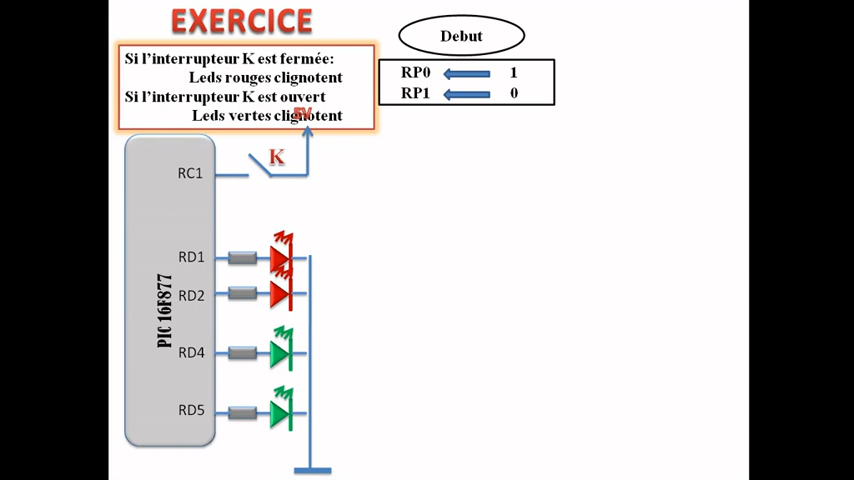 EXERCICE
Si l'interrupteur K est fermée:
Leds rouges clignotent
Si l'interrupteur K est ouvert
Leds vertes clignotent
Debut
RP0 1
RP1 0
5V
K
RC1
RD1
RD2
RD4
RD5
PIC 16F877